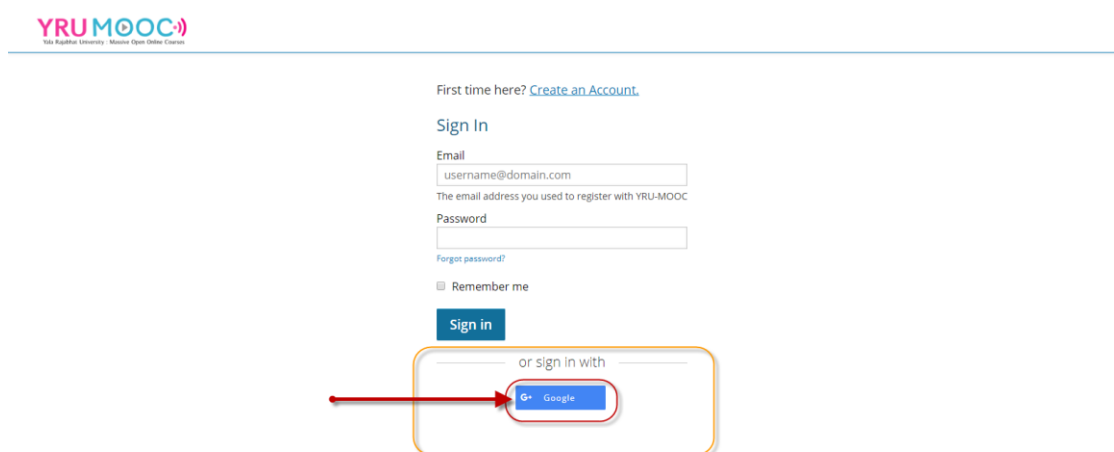 YRU MOOC
Yala Rajabhat University : Massive Open Online Courses
First time here? Create an Account.
Sign In
Email
username@domain.com
The email address you used to register with YRU-MOOC
Password
Forgot password?
Remember me
Sign in
or sign in with
G+ Google